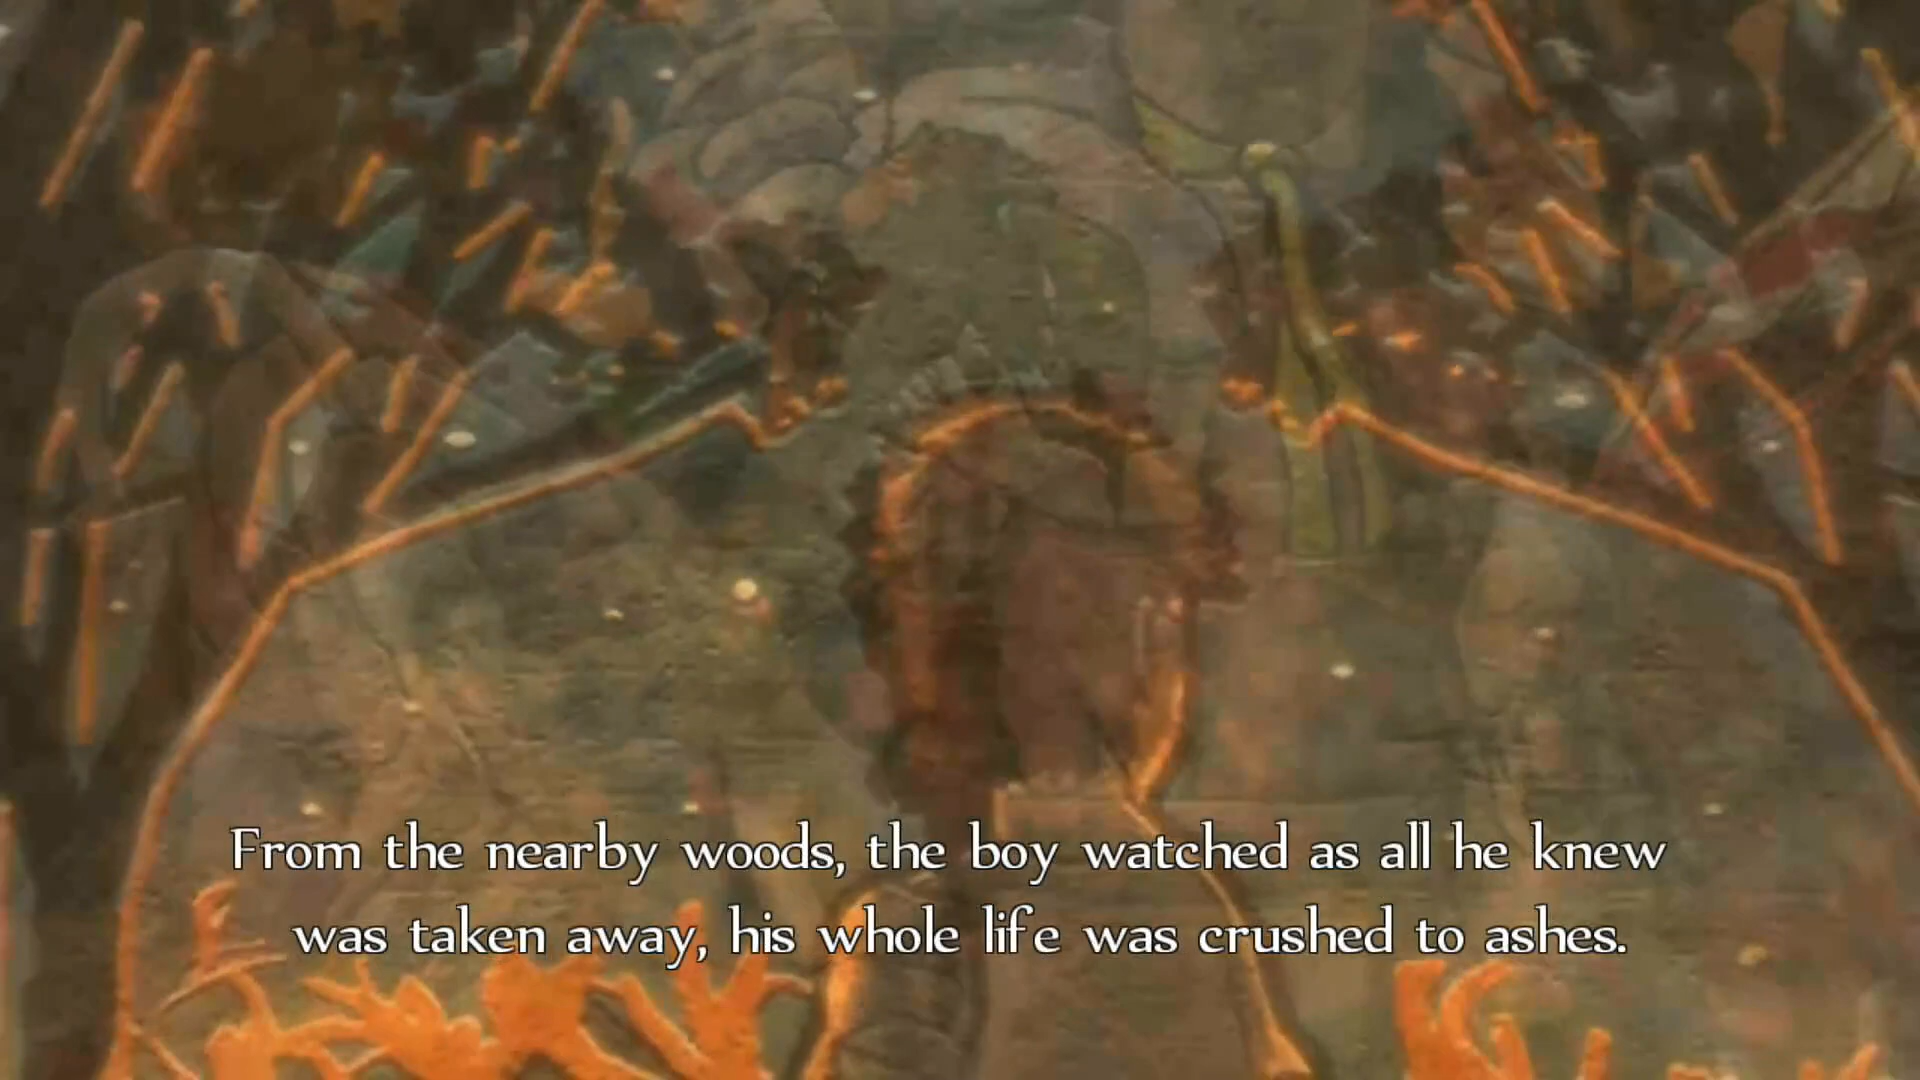 From the nearby woods, the boy watched as all he knew
was taken away, his whole life was crushed to ashes.